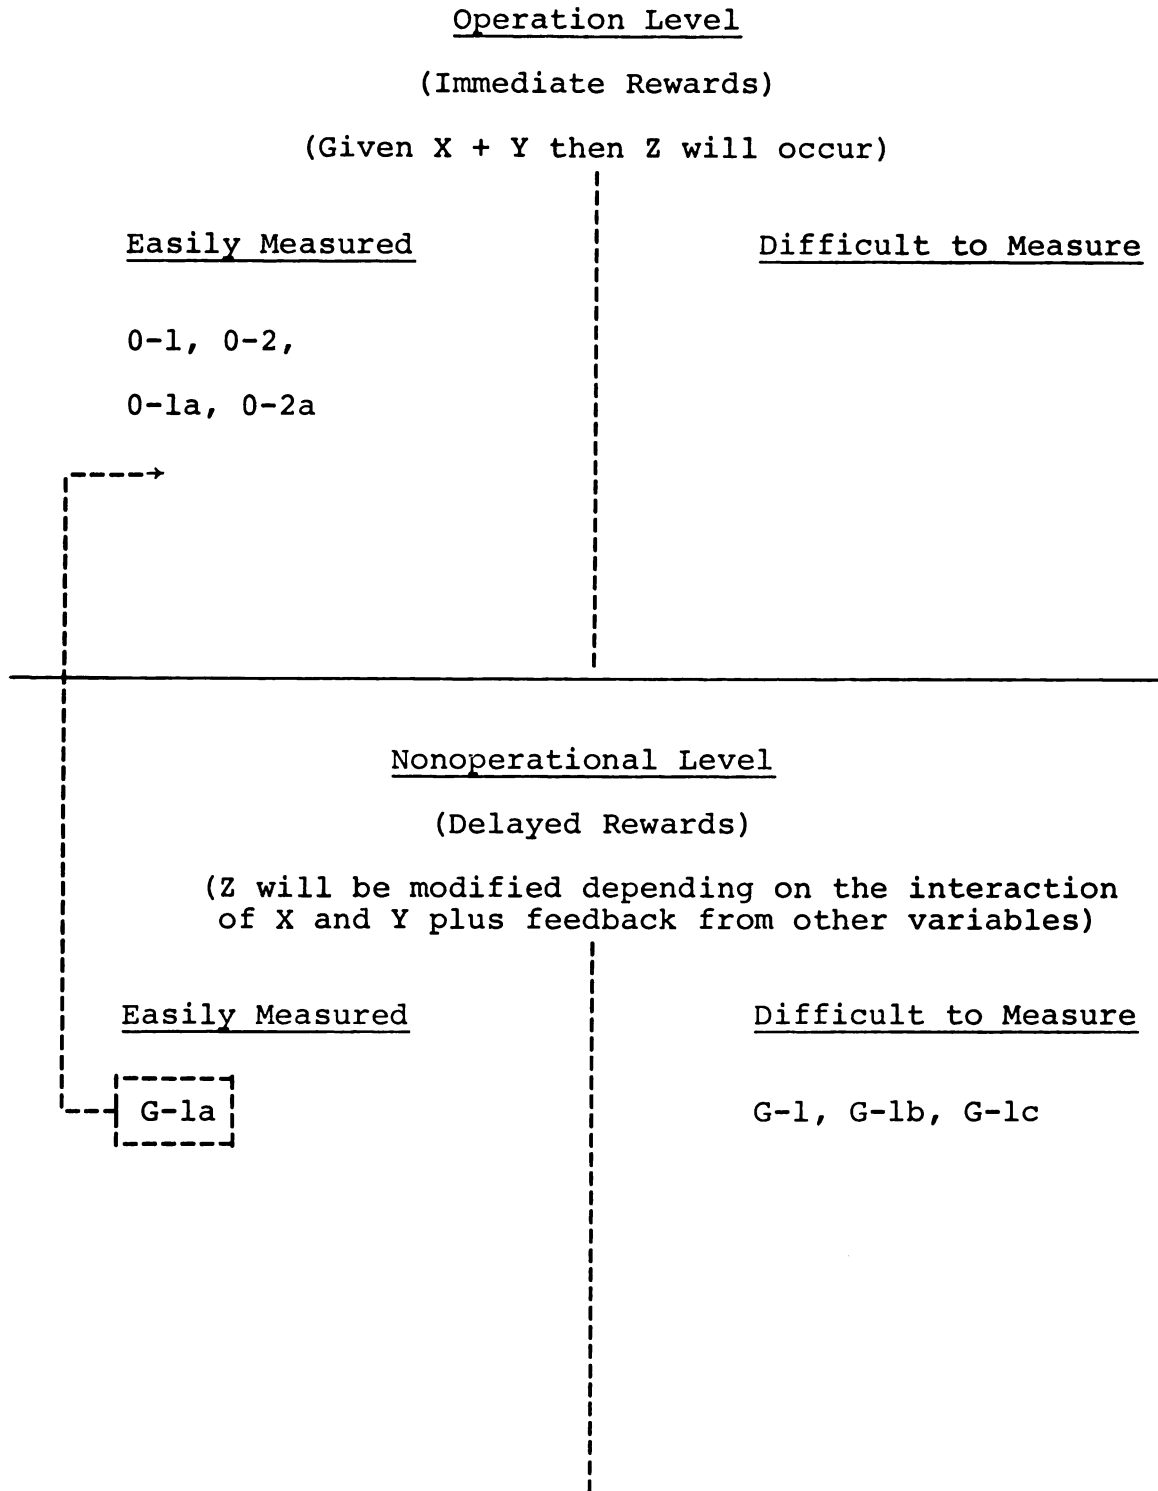 Operation Level
(Immediate Rewards)
(Given X + Y then Z will occur)
Easily Measured
Difficult to Measure
0-1, 0-2,
0-1a, 0-2a
Nonoperational Level
(Delayed Rewards)
(Z will be modified depending on the interaction
of X and Y plus feedback from other variables)
Easily Measured
Difficult to Measure
G-1a
G-1, G-1b, G-1c